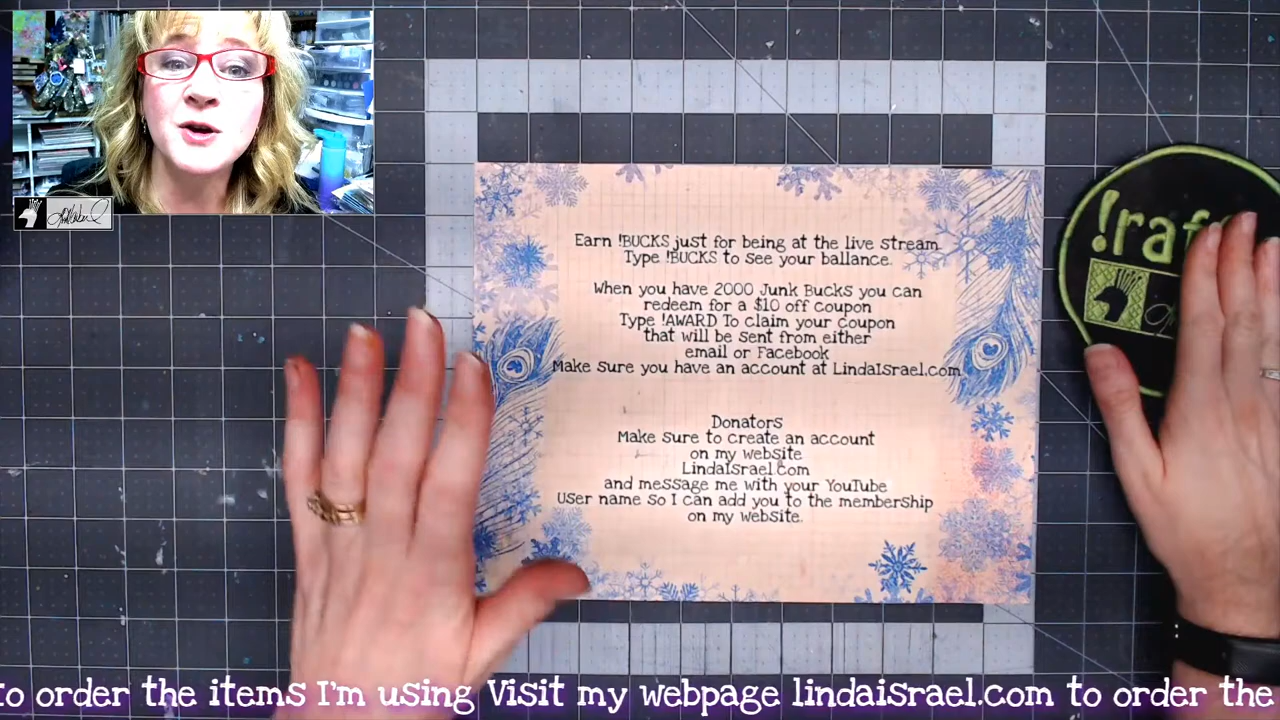 Earn !BUCKS just for being at the live stream
Type !BUCKS to see your ballance.
When you have 2000 Junk Bucks you can
redeem for a $10 off coupon
Type !AWARD To claim your coupon
that will be sent from either
email or Facebook
Make sure you have an account at LindaIsrael.com
Donators
Make sure to create an account
on my website
LindaIsrael.com
and message me with your YouTube
User name so I can add you to the membership
on my website.
!raf
to order the items I'm using Visit my webpage lindaisrael.com to order the